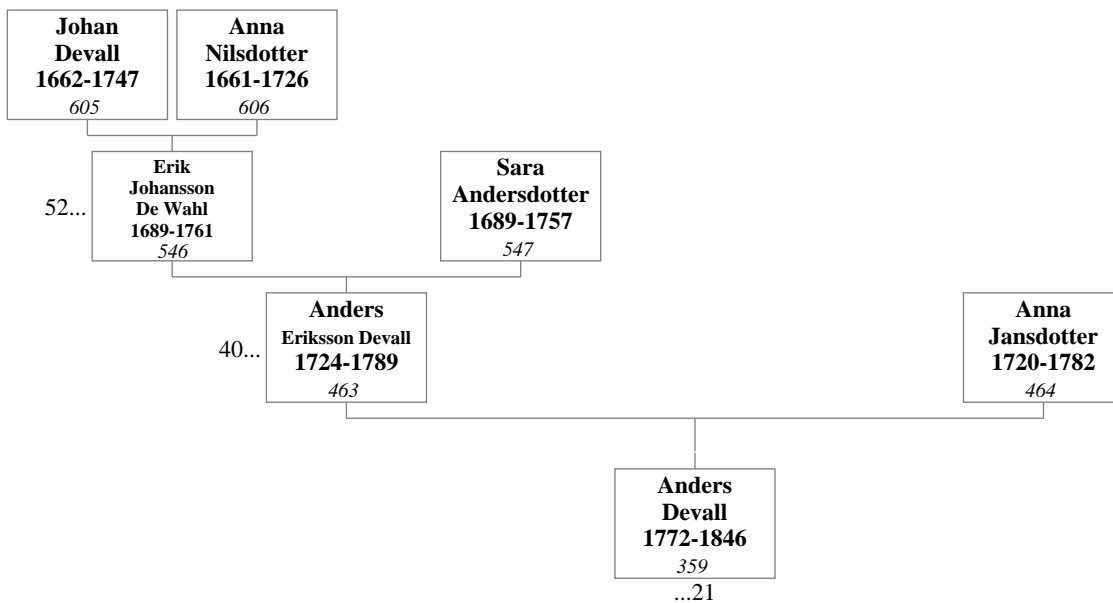 Johan
Devall
1662-1747
605
Anna
Nilsdotter
1661-1726
606
52...
Erik
Johansson
De Wahl
1689-1761
546
Sara
Andersdotter
1689-1757
547
40...
Anders
Eriksson Devall
1724-1789
463
Anna
Jansdotter
1720-1782
464
Anders
Devall
1772-1846
359
...21